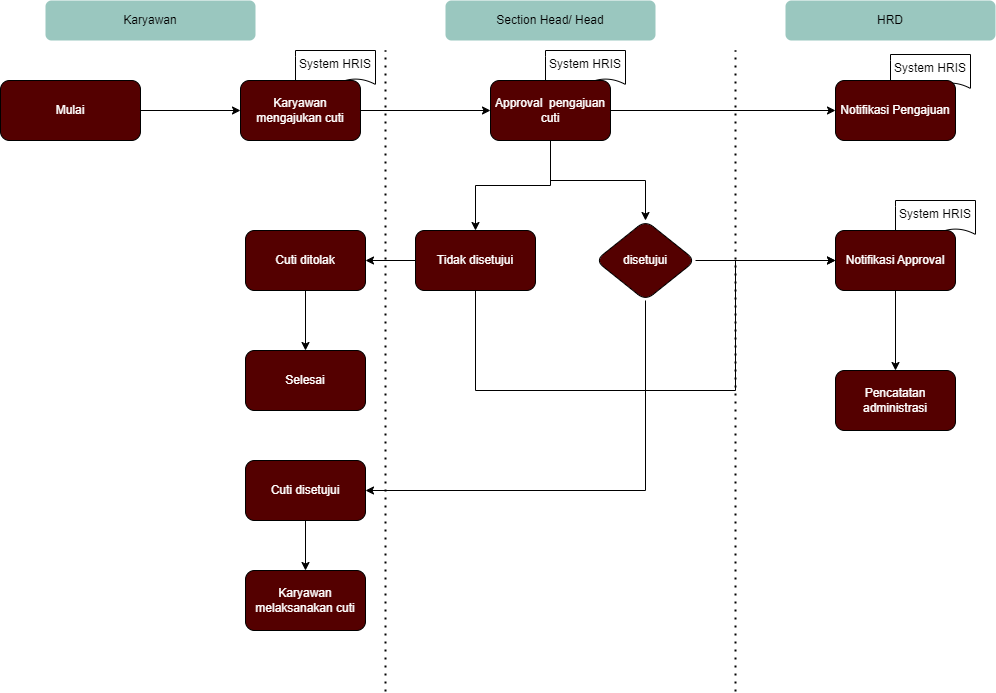 Karyawan
Section Head/ Head
HRD
System HRIS
System HRIS
System HRIS
Mulai
Karyawan
mengajukan cuti
Approval pengajuan
cuti
Notifikasi Pengajuan
System HRIS
Cuti ditolak
Tidak disetujui
disetujui
Notifikasi Approval
Selesai
Pencatatan
administrasi
Cuti disetujui
Karyawan
melaksanakan cuti